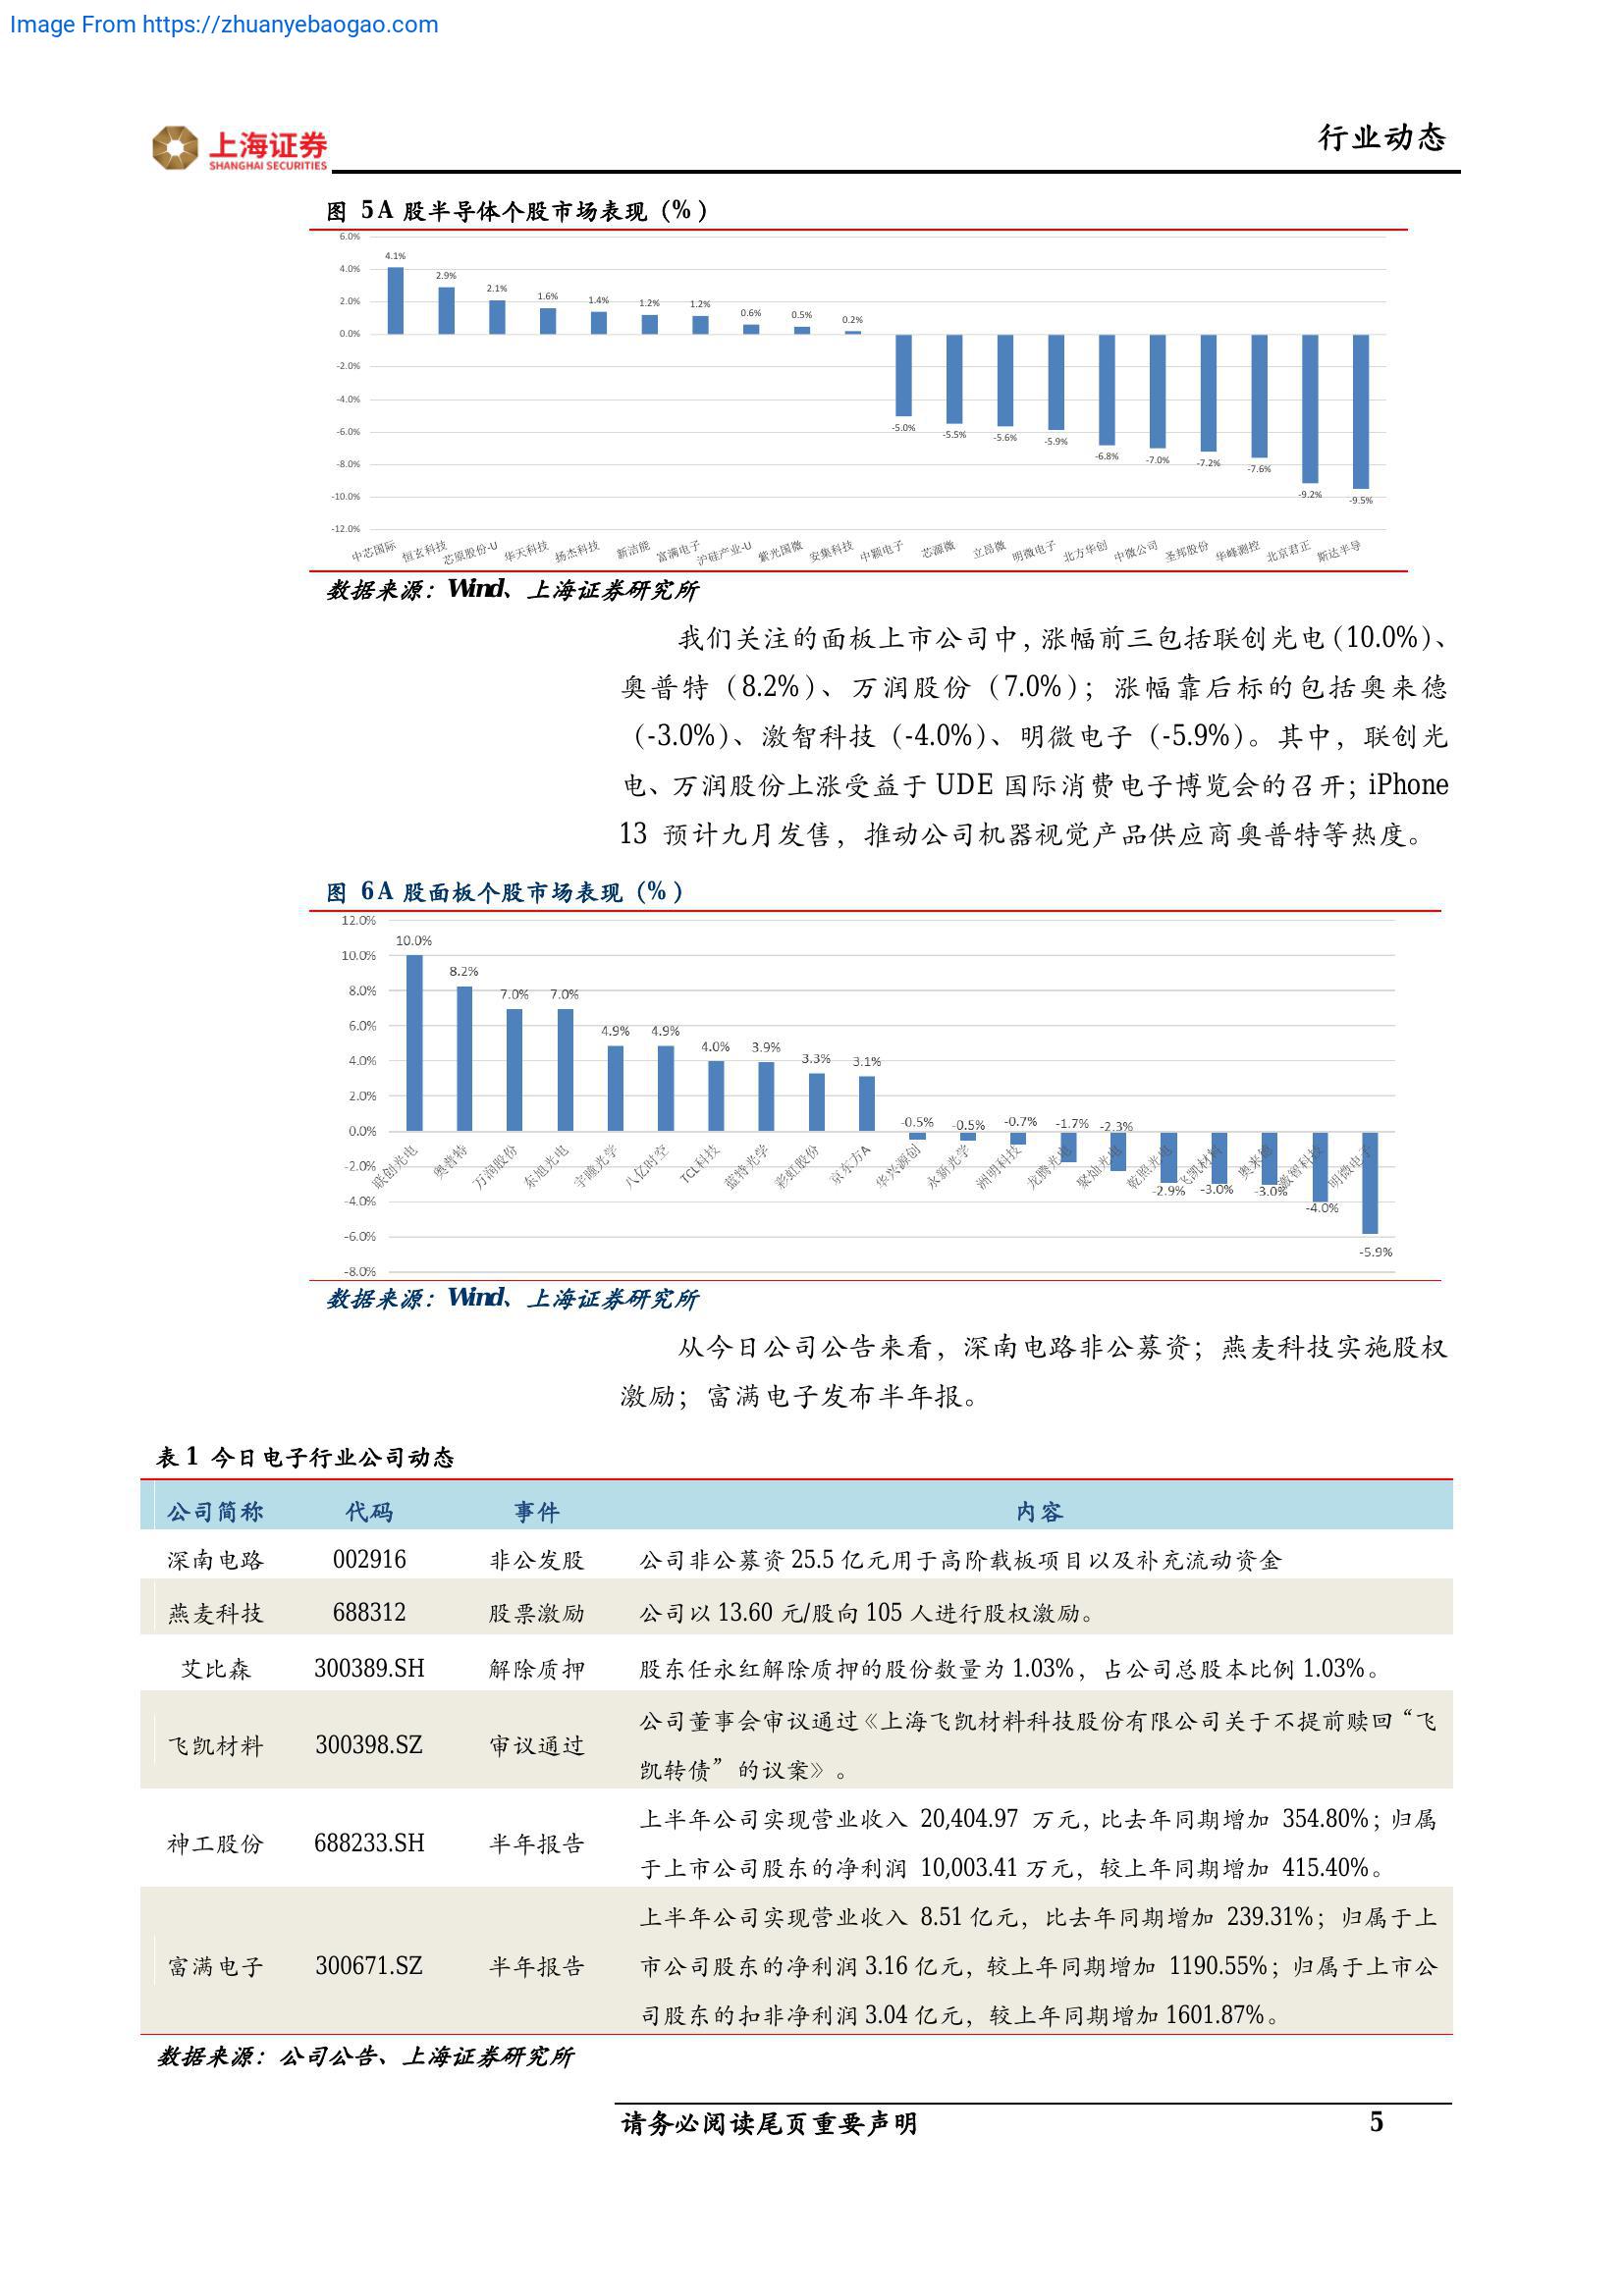 Image From https://zhuanyebaogao.com
上海证券
SHANGHAI SECURITIES
行业动态
图 5A 股半导体个股市场表现（%）
6.0%
4.0%
2.0%
0.0%
-2.0%
-4.0%
-6.0%
-8.0%
-10.0%
-12.0%
4.1% 2.9% 2.1% 1.6% 1.4% 1.2% 1.2% 0.6% 0.5% 0.2%
-5.0% -5.5% -5.6% -5.9% -6.8% -7.0% -7.2% -7.6% -9.2% -9.5%
中芯国际 恒玄科技 芯原股份-U 华天科技 扬杰科技 新洁能 富满电子 沪硅产业-U 紫光国微 安集科技 中颖电子 芯源微 立昂微 明微电子 北方华创 中微公司 圣邦股份 华峰测控 北京君正 斯达半导
数据来源：Wind、上海证券研究所
我们关注的面板上市公司中，涨幅前三包括联创光电（10.0%）、
奥普特（8.2%）、万润股份（7.0%）；涨幅靠后标的包括奥来德
（-3.0%）、激智科技（-4.0%）、明微电子（-5.9%）。其中，联创光
电、万润股份上涨受益于 UDE 国际消费电子博览会的召开；iPhone
13 预计九月发售，推动公司机器视觉产品供应商奥普特等热度。
图 6A 股面板个股市场表现（%）
12.0%
10.0%
8.0%
6.0%
4.0%
2.0%
0.0%
-2.0%
-4.0%
-6.0%
-8.0%
10.0% 8.2% 7.0% 7.0% 4.9% 4.9% 4.0% 3.9% 3.3% 3.1%
-0.5% -0.5% -0.7% -1.7% -2.3% -2.9% -3.0% -3.0% -4.0% -5.9%
联创光电 奥普特 万润股份 东旭光电 宇瞳光学 八亿时空 TCL科技 蓝特光学 彩虹股份 京东方A 华兴源创 永新光学 洲明科技 龙腾光电 聚灿光电 乾照光电 飞凯材料 奥来德 激智科技 明微电子
数据来源：Wind、上海证券研究所
从今日公司公告来看，深南电路非公募资；燕麦科技实施股权
激励；富满电子发布半年报。
表 1 今日电子行业公司动态
公司简称 代码 事件 内容
深南电路 002916 非公发股 公司非公募资 25.5 亿元用于高阶载板项目以及补充流动资金
燕麦科技 688312 股票激励 公司以 13.60 元/股向 105 人进行股权激励。
艾比森 300389.SH 解除质押 股东任永红解除质押的股份数量为 1.03%，占公司总股本比例 1.03%。
飞凯材料 300398.SZ 审议通过 公司董事会审议通过《上海飞凯材料科技股份有限公司关于不提前赎回“飞
凯转债”的议案》。
神工股份 688233.SH 半年报告 上半年公司实现营业收入 20,404.97 万元，比去年同期增加 354.80%；归属
于上市公司股东的净利润 10,003.41 万元，较上年同期增加 415.40%。
富满电子 300671.SZ 半年报告 上半年公司实现营业收入 8.51 亿元，比去年同期增加 239.31%；归属于上
市公司股东的净利润 3.16 亿元，较上年同期增加 1190.55%；归属于上市公
司股东的扣非净利润 3.04 亿元，较上年同期增加 1601.87%。
数据来源：公司公告、上海证券研究所
请务必阅读尾页重要声明 5